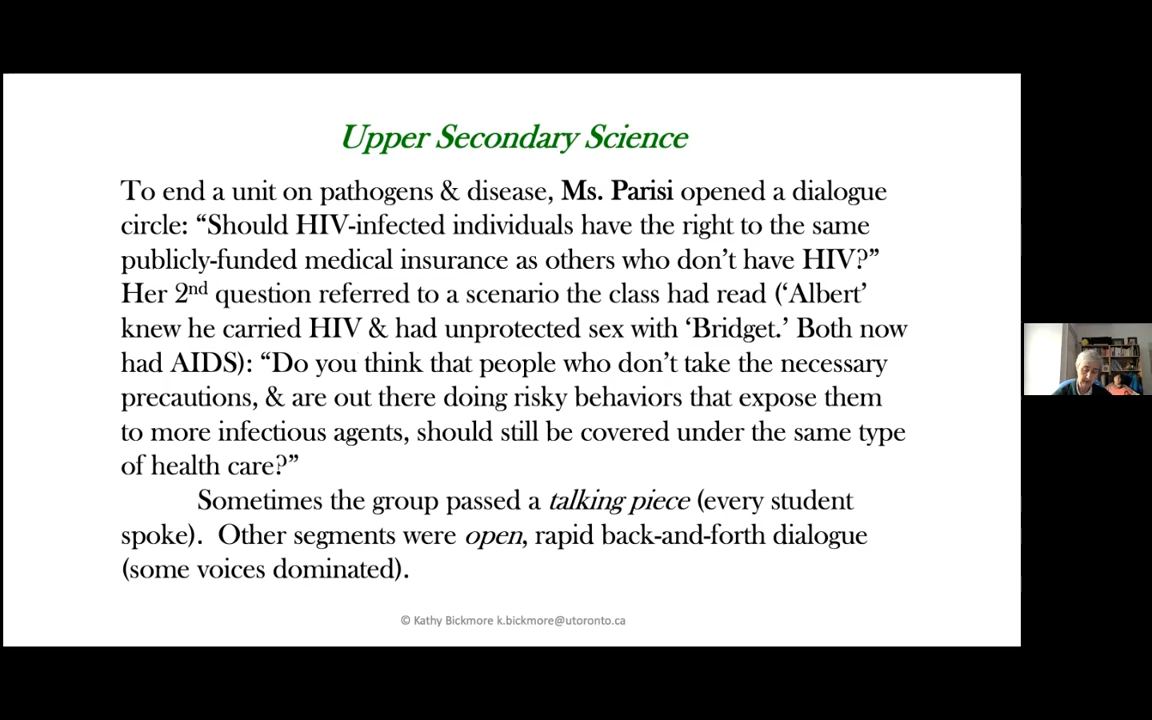 Upper Secondary Science
To end a unit on pathogens & disease, Ms. Parisi opened a dialogue
circle: “Should HIV-infected individuals have the right to the same
publicly-funded medical insurance as others who don’t have HIV?”
Her 2nd question referred to a scenario the class had read (‘Albert’
knew he carried HIV & had unprotected sex with ‘Bridget.’ Both now
had AIDS): “Do you think that people who don’t take the necessary
precautions, & are out there doing risky behaviors that expose them
to more infectious agents, should still be covered under the same type
of health care?”
Sometimes the group passed a talking piece (every student
spoke). Other segments were open, rapid back-and-forth dialogue
(some voices dominated).
© Kathy Bickmore k.bickmore@utoronto.ca